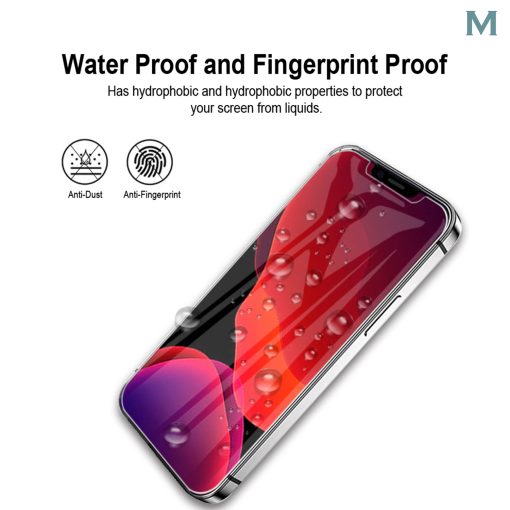 M
Water Proof and Fingerprint Proof
Has hydrophobic and hydrophobic properties to protect
your screen from liquids.
Anti-Dust
Anti-Fingerprint